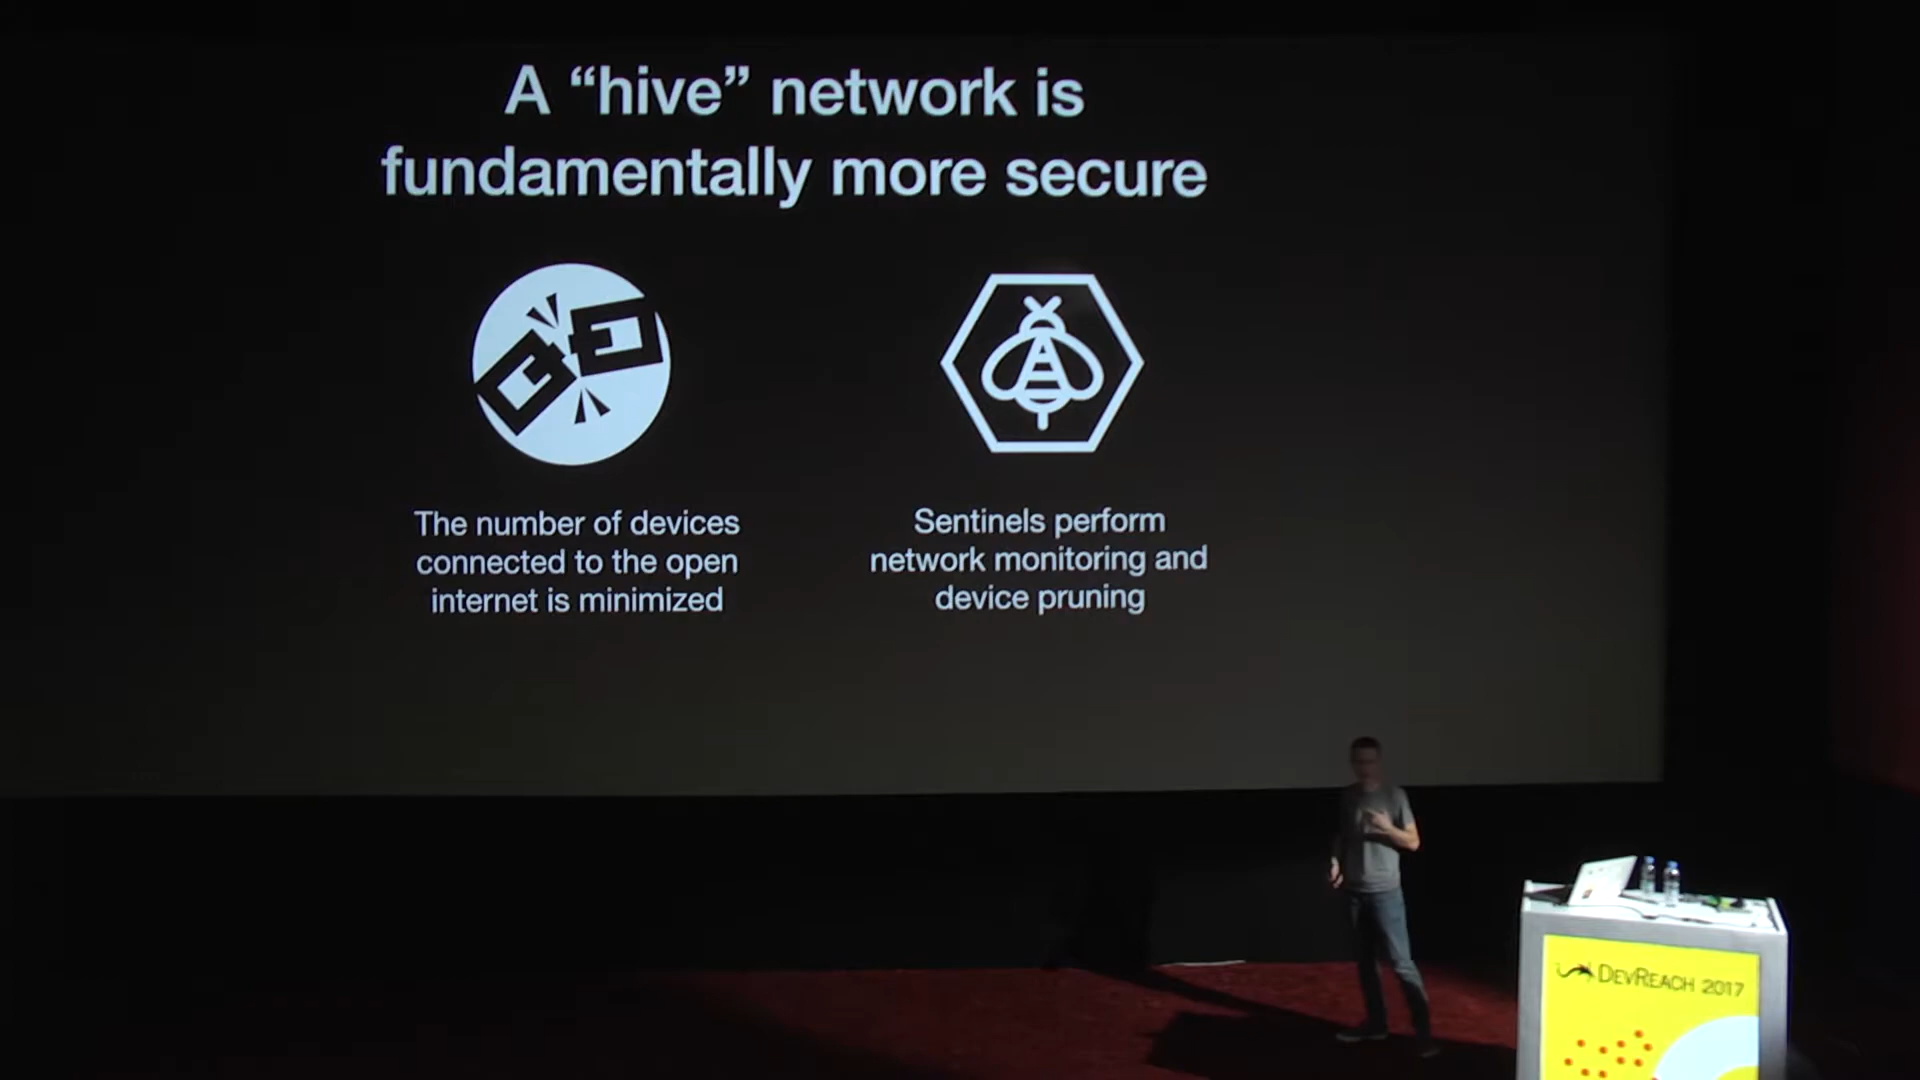 A “hive” network is
fundamentally more secure
The number of devices
connected to the open
internet is minimized
Sentinels perform
network monitoring and
device pruning
DEVREACH 2017